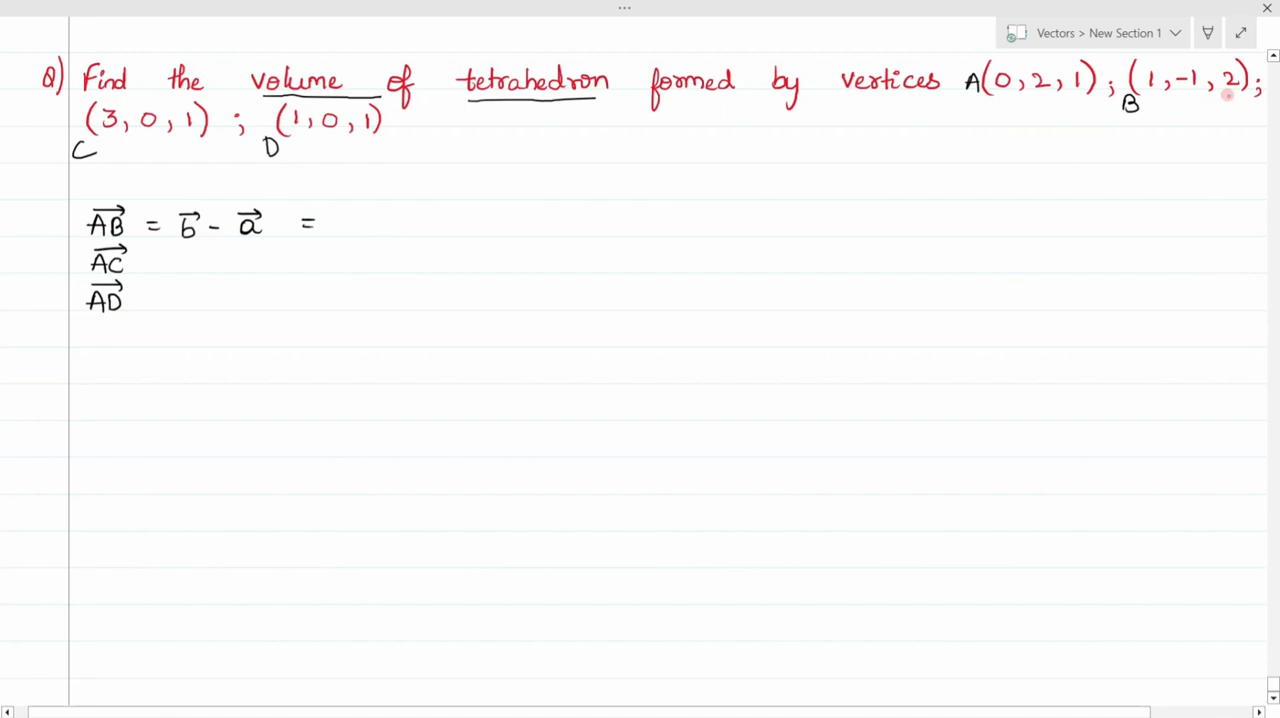 Vectors > New Section 1
Q) Find the volume of tetrahedron formed by vertices A(0,2,1) ; B(1,-1,2) ;
C(3,0,1) ; D(1,0,1)
AB⃗ = b⃗ - a⃗ =
AC⃗
AD⃗